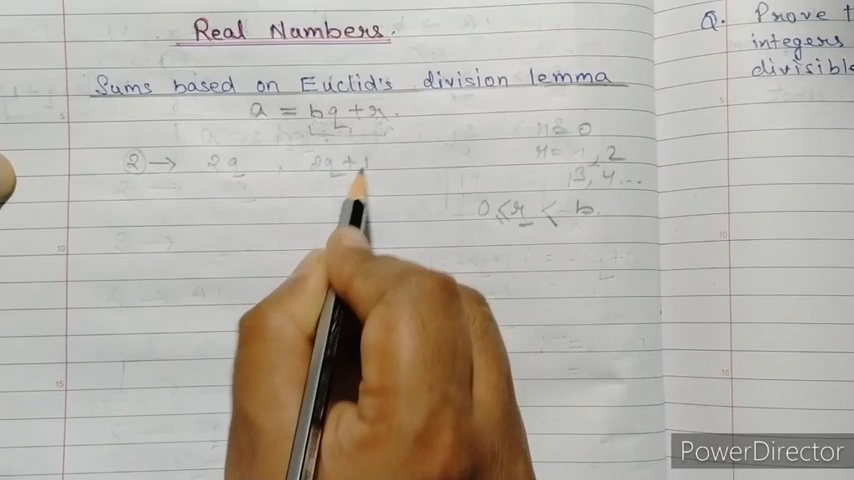 Real Numbers.
Sums based on Euclid's division lemma
a = bq + r.
r = 0
r = 1, 2
, 3, 4 ...
0 ≤ r < b.
② → 2q , 2q + 1
Q. Prove t
integers
divisible
PowerDirector